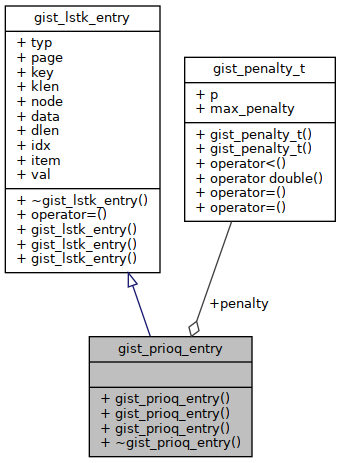 gist_lstk_entry
+ typ
+ page
+ key
+ klen
+ node
+ data
+ dlen
+ idx
+ item
+ val
+ ~gist_lstk_entry()
+ operator=()
+ gist_lstk_entry()
+ gist_lstk_entry()
+ gist_lstk_entry()
gist_penalty_t
+ p
+ max_penalty
+ gist_penalty_t()
+ gist_penalty_t()
+ operator<()
+ operator double()
+ operator=()
+ operator=()
+penalty
gist_prioq_entry
+ gist_prioq_entry()
+ gist_prioq_entry()
+ gist_prioq_entry()
+ ~gist_prioq_entry()